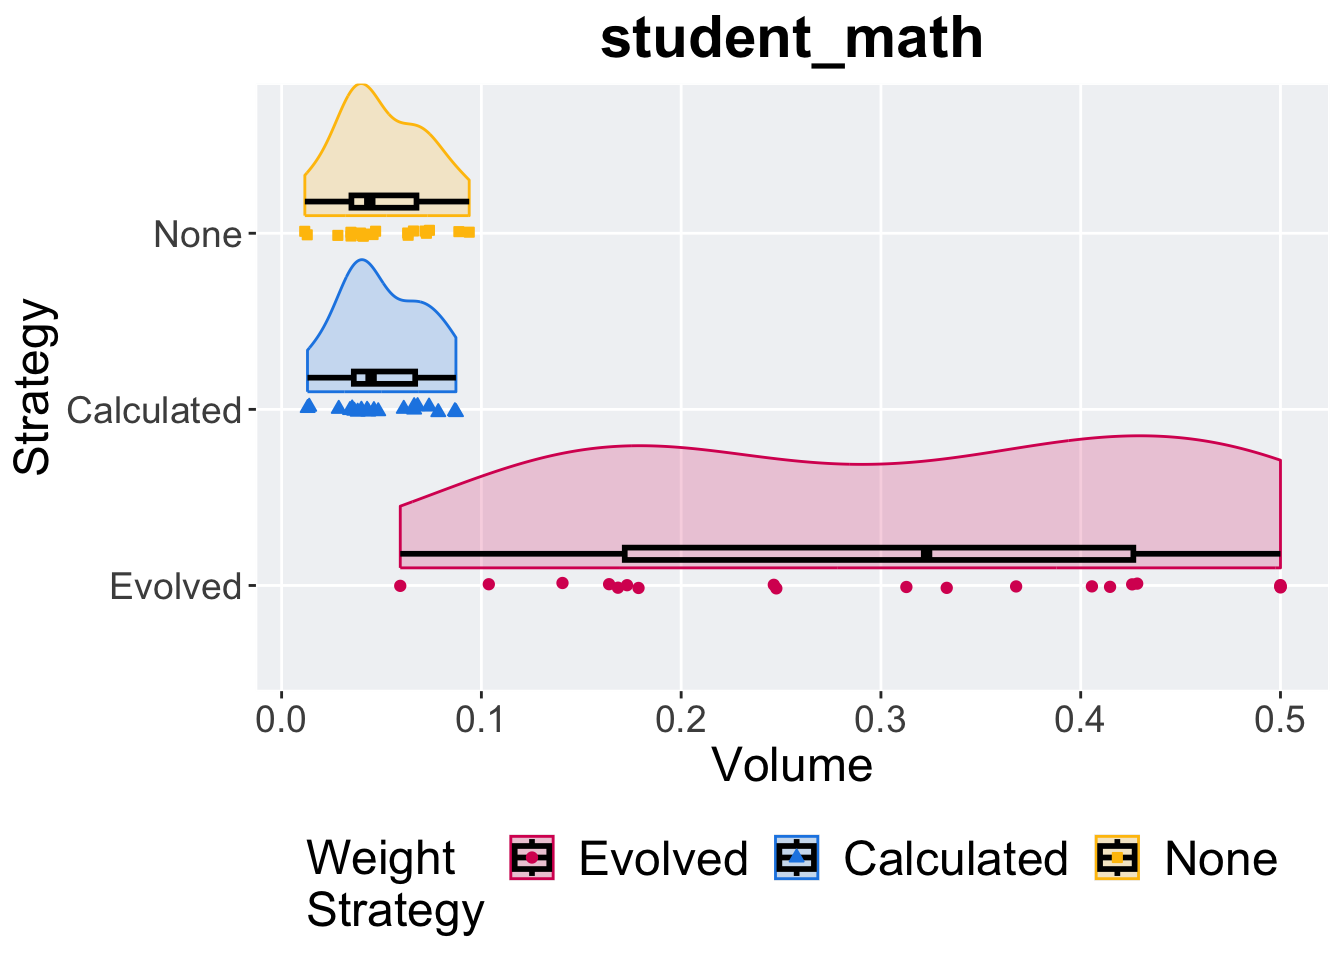 student_math
None
Calculated
Evolved
Strategy
0.0 0.1 0.2 0.3 0.4 0.5
Volume
Weight
Strategy
Evolved Calculated None